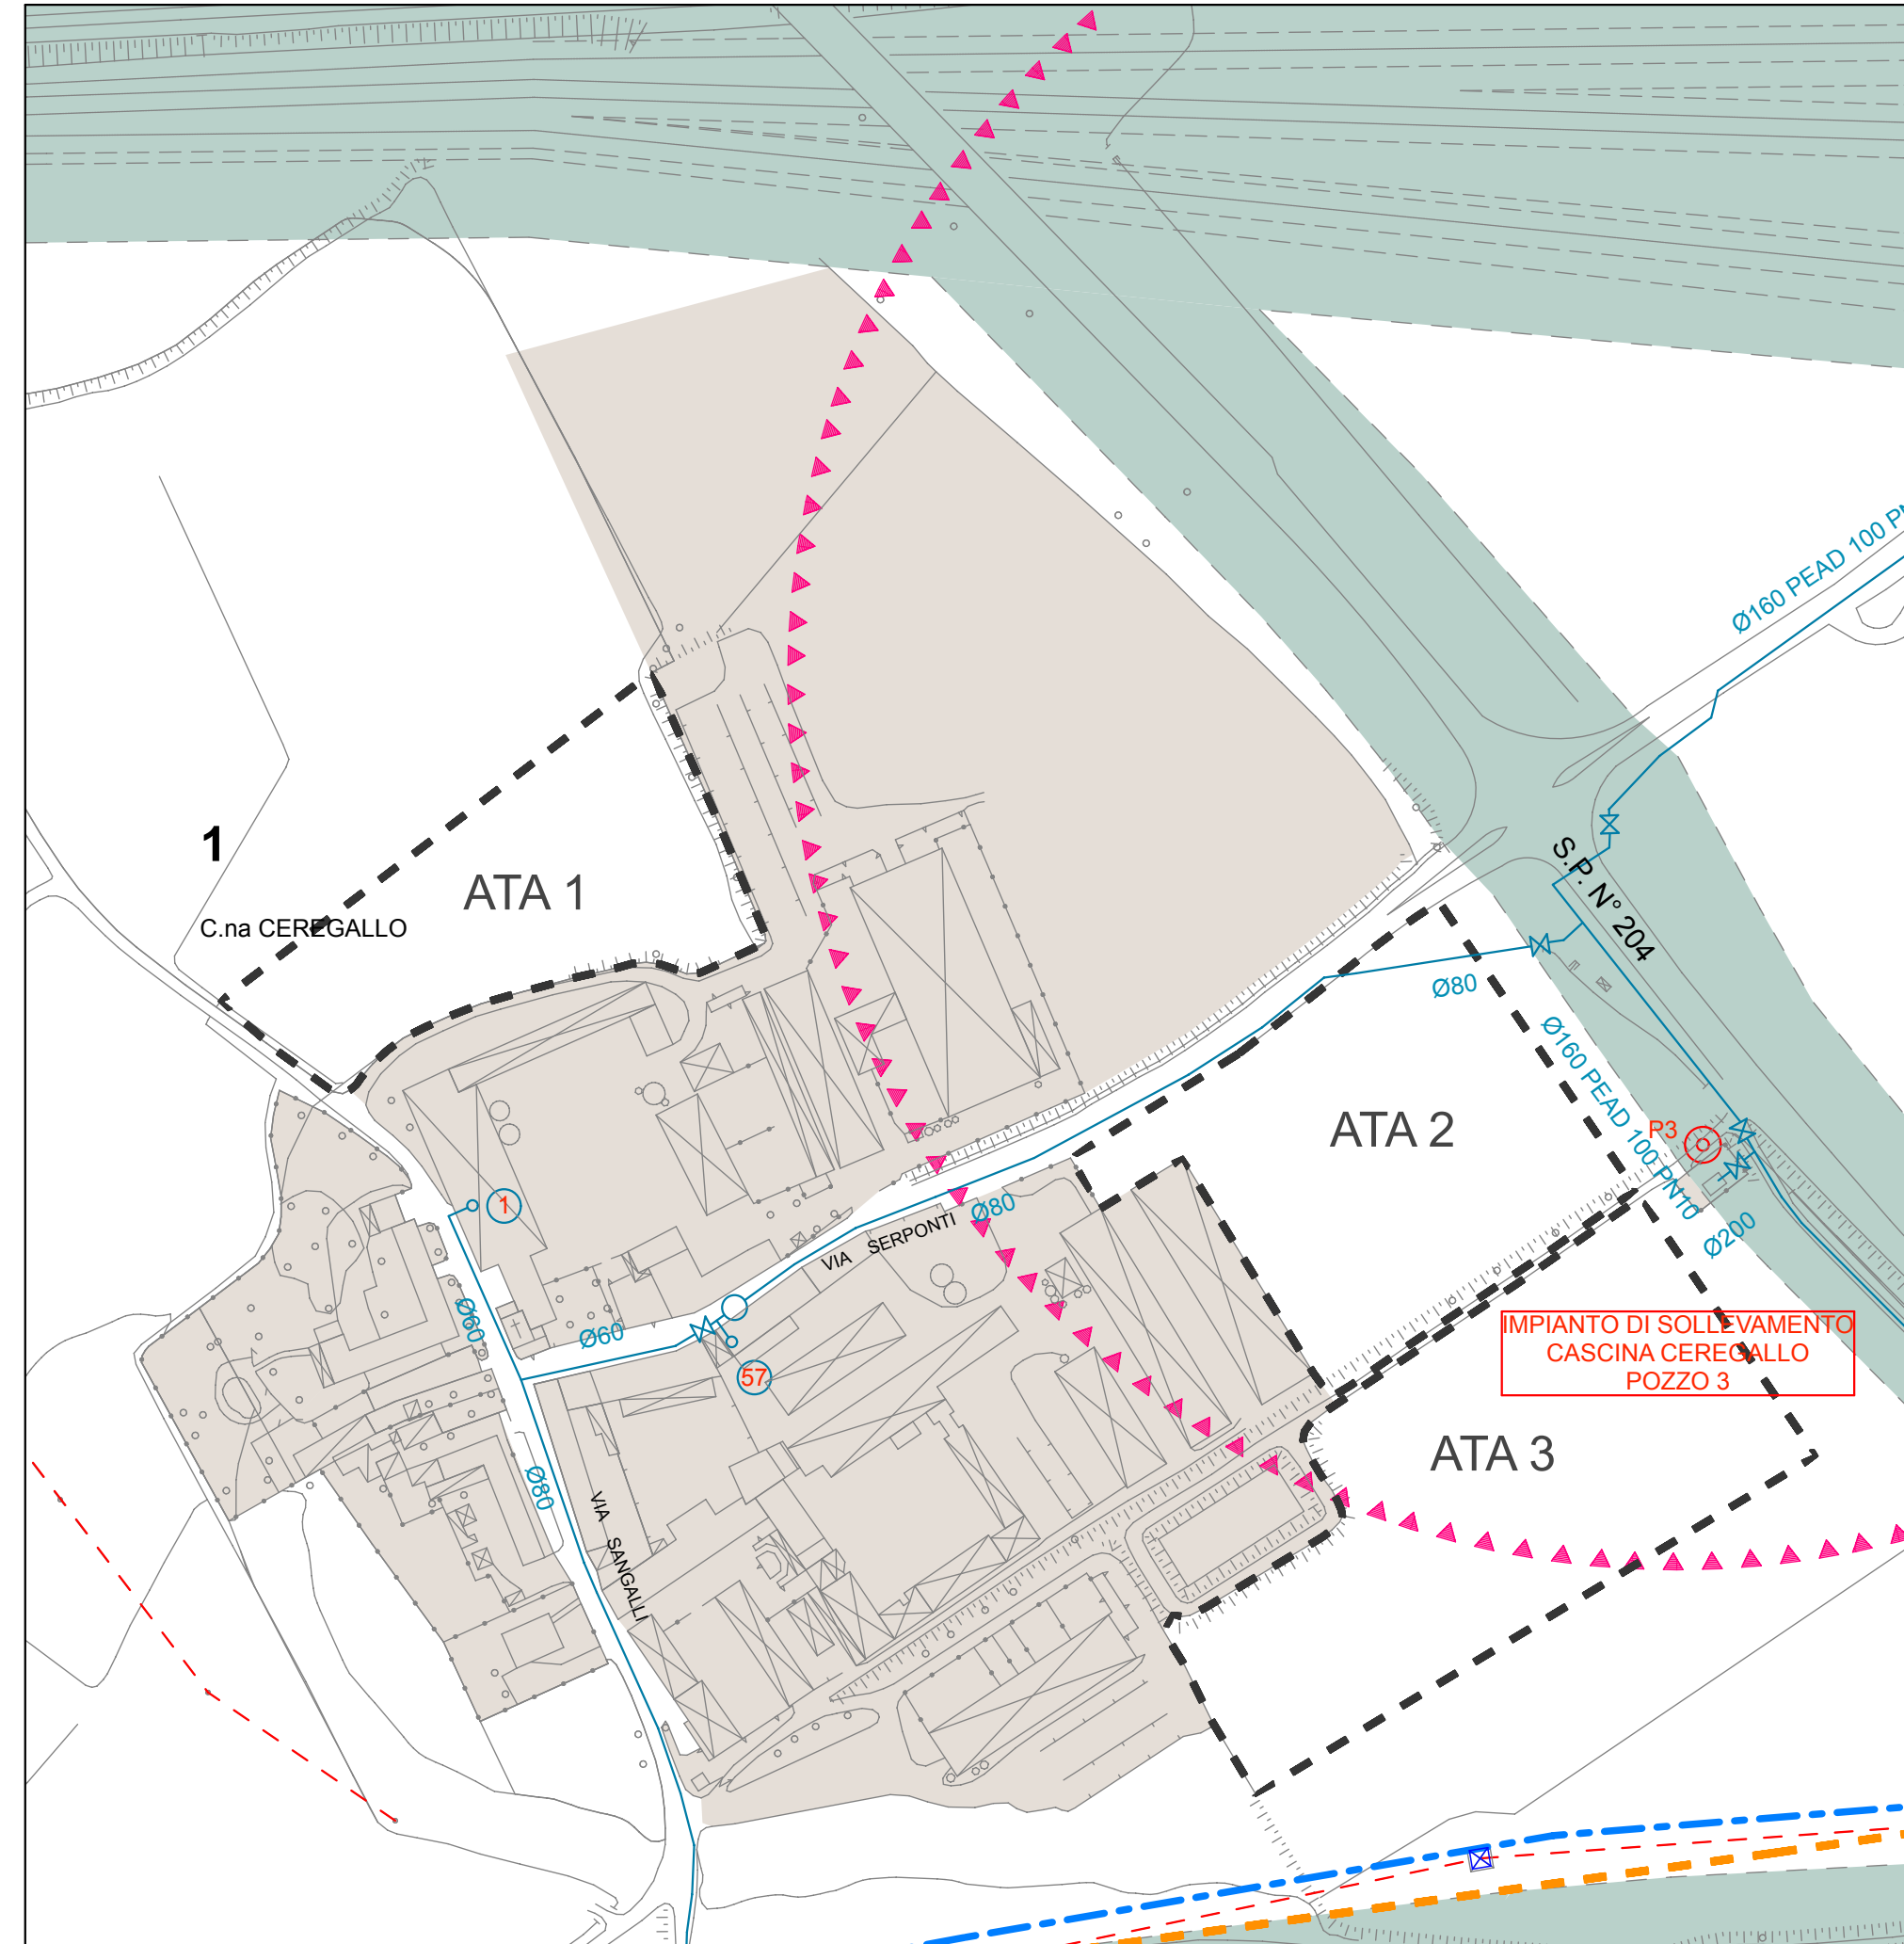 Ø160 PEAD 100
S.P. N° 204
1
ATA 1
C.na CEREGALLO
Ø80
Ø160 PEAD 100 PN10
ATA 2
P3
1
Ø80
VIA SERPONTI
Ø200
Ø60
Ø60
57
IMPIANTO DI SOLLEVAMENTO
CASCINA CEREGALLO
POZZO 3
ATA 3
Ø80
VIA SANGALLI